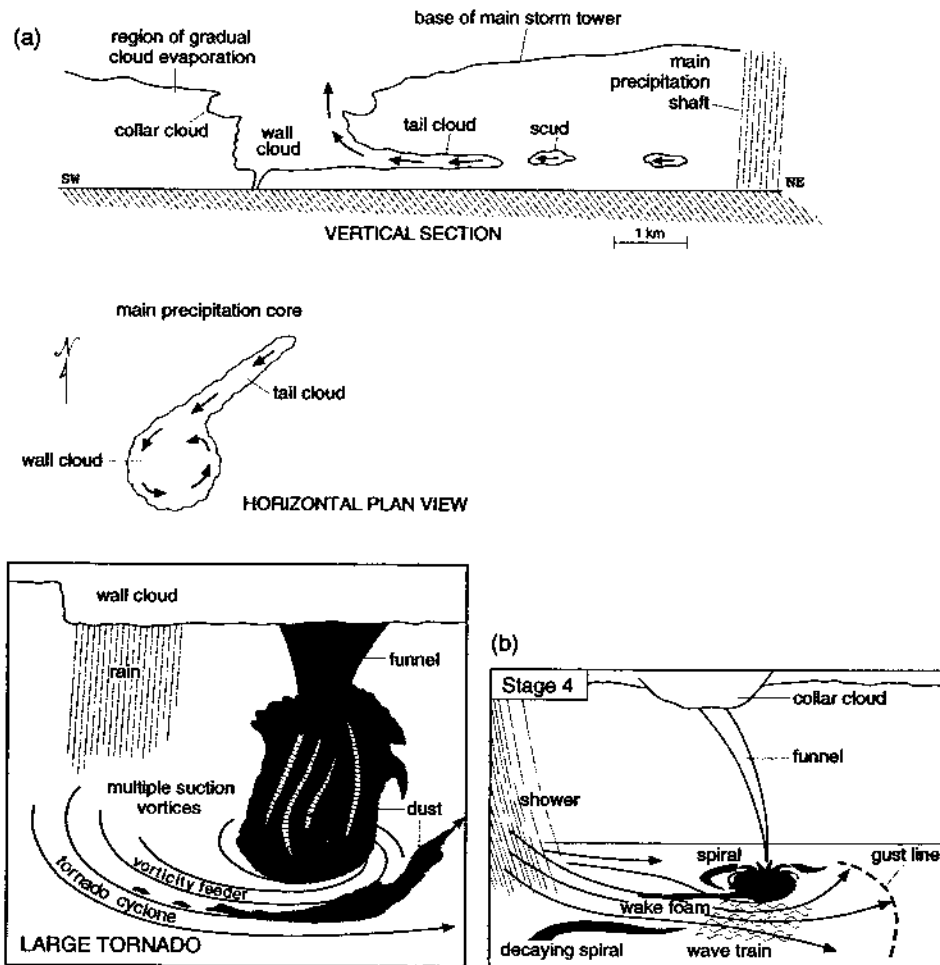 (a)
base of main storm tower
region of gradual
cloud evaporation
main
precipitation
shaft
collar cloud
wall
cloud
tail cloud
scud
SW
NE
VERTICAL SECTION
1 km
main precipitation core
N
tail cloud
wall cloud
HORIZONTAL PLAN VIEW
wall cloud
rain
funnel
multiple suction
vortices
dust
vorticity feeder
tornado cyclone
LARGE TORNADO
(b)
Stage 4
collar cloud
funnel
shower
spiral
gust line
wake foam
decaying spiral
wave train